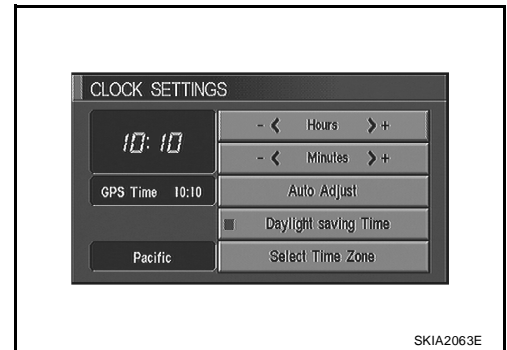 CLOCK SETTINGS
10:10
- < Hours > +
- < Minutes > +
GPS Time 10:10
Auto Adjust
Daylight saving Time
Pacific
Select Time Zone
SKIA2063E